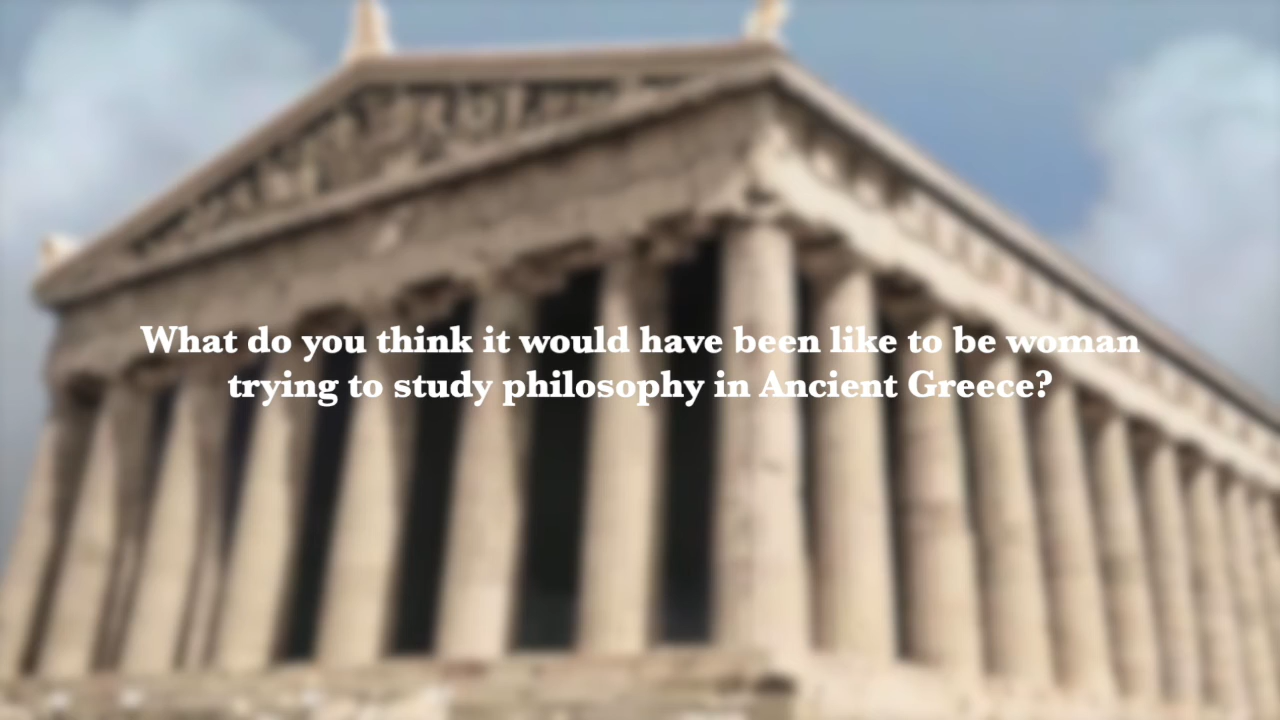 What do you think it would have been like to be woman
trying to study philosophy in Ancient Greece?